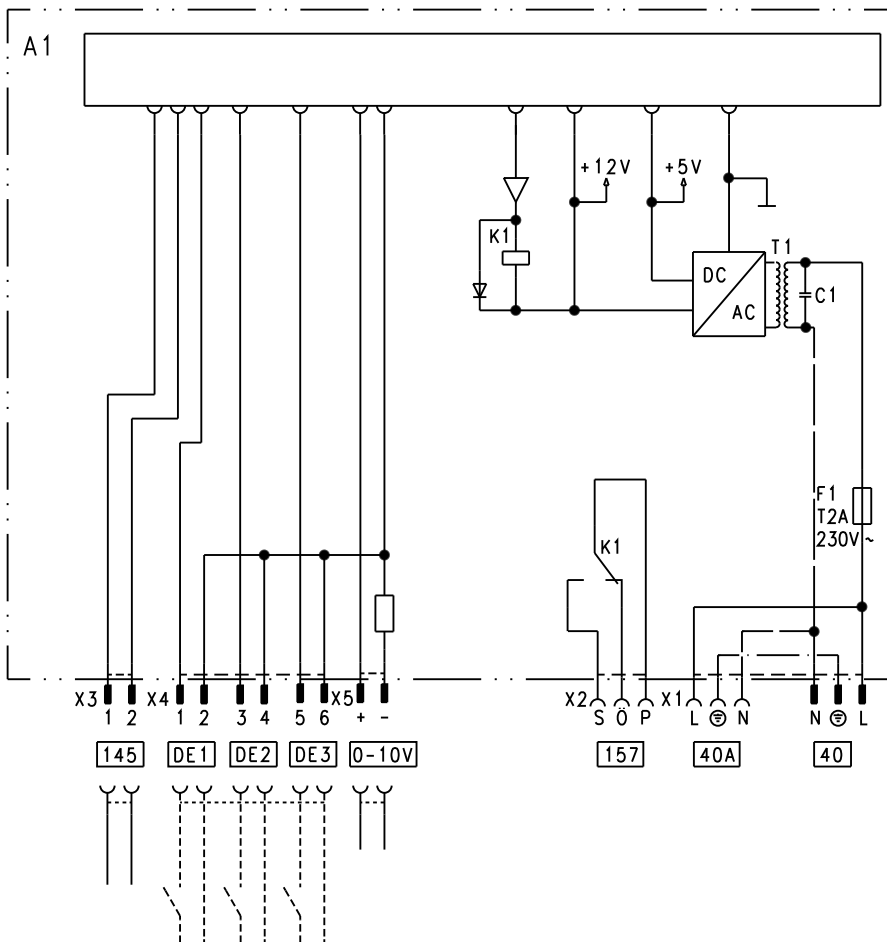 A1
+12V +5V
K1
T1
DC
AC
C1
F1
T2A
230V ~
K1
X3 X4 X5 X2 X1
1 2 1 2 3 4 5 6 + - S Ö P L N N L
145 DE1 DE2 DE3 0-10V 157 40A 40